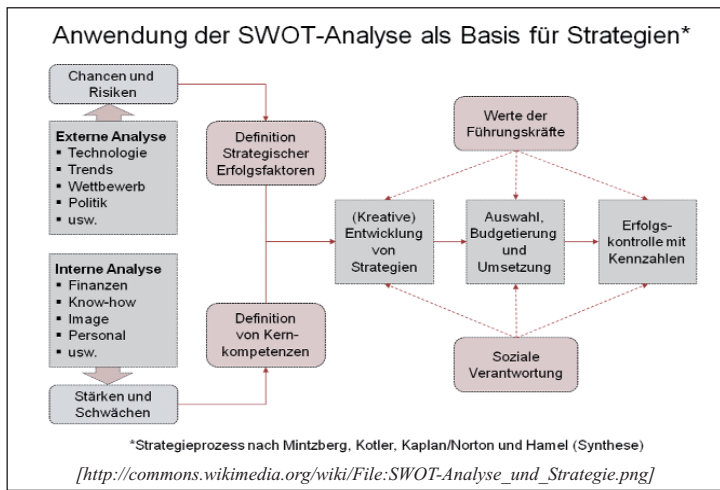 Anwendung der SWOT-Analyse als Basis für Strategien*
Chancen und
Risiken
Externe Analyse
▪ Technologie
▪ Trends
▪ Wettbewerb
▪ Politik
▪ usw.
Interne Analyse
▪ Finanzen
▪ Know-how
▪ Image
▪ Personal
▪ usw.
Stärken und
Schwächen
Definition
Strategischer
Erfolgsfaktoren
Definition
von Kern-
kompetenzen
Werte der
Führungskräfte
(Kreative)
Entwicklung
von
Strategien
Auswahl,
Budgetierung
und
Umsetzung
Erfolgs-
kontrolle mit
Kennzahlen
Soziale
Verantwortung
*Strategieprozess nach Mintzberg, Kotler, Kaplan/Norton und Hamel (Synthese)
[http://commons.wikimedia.org/wiki/File:SWOT-Analyse_und_Strategie.png]